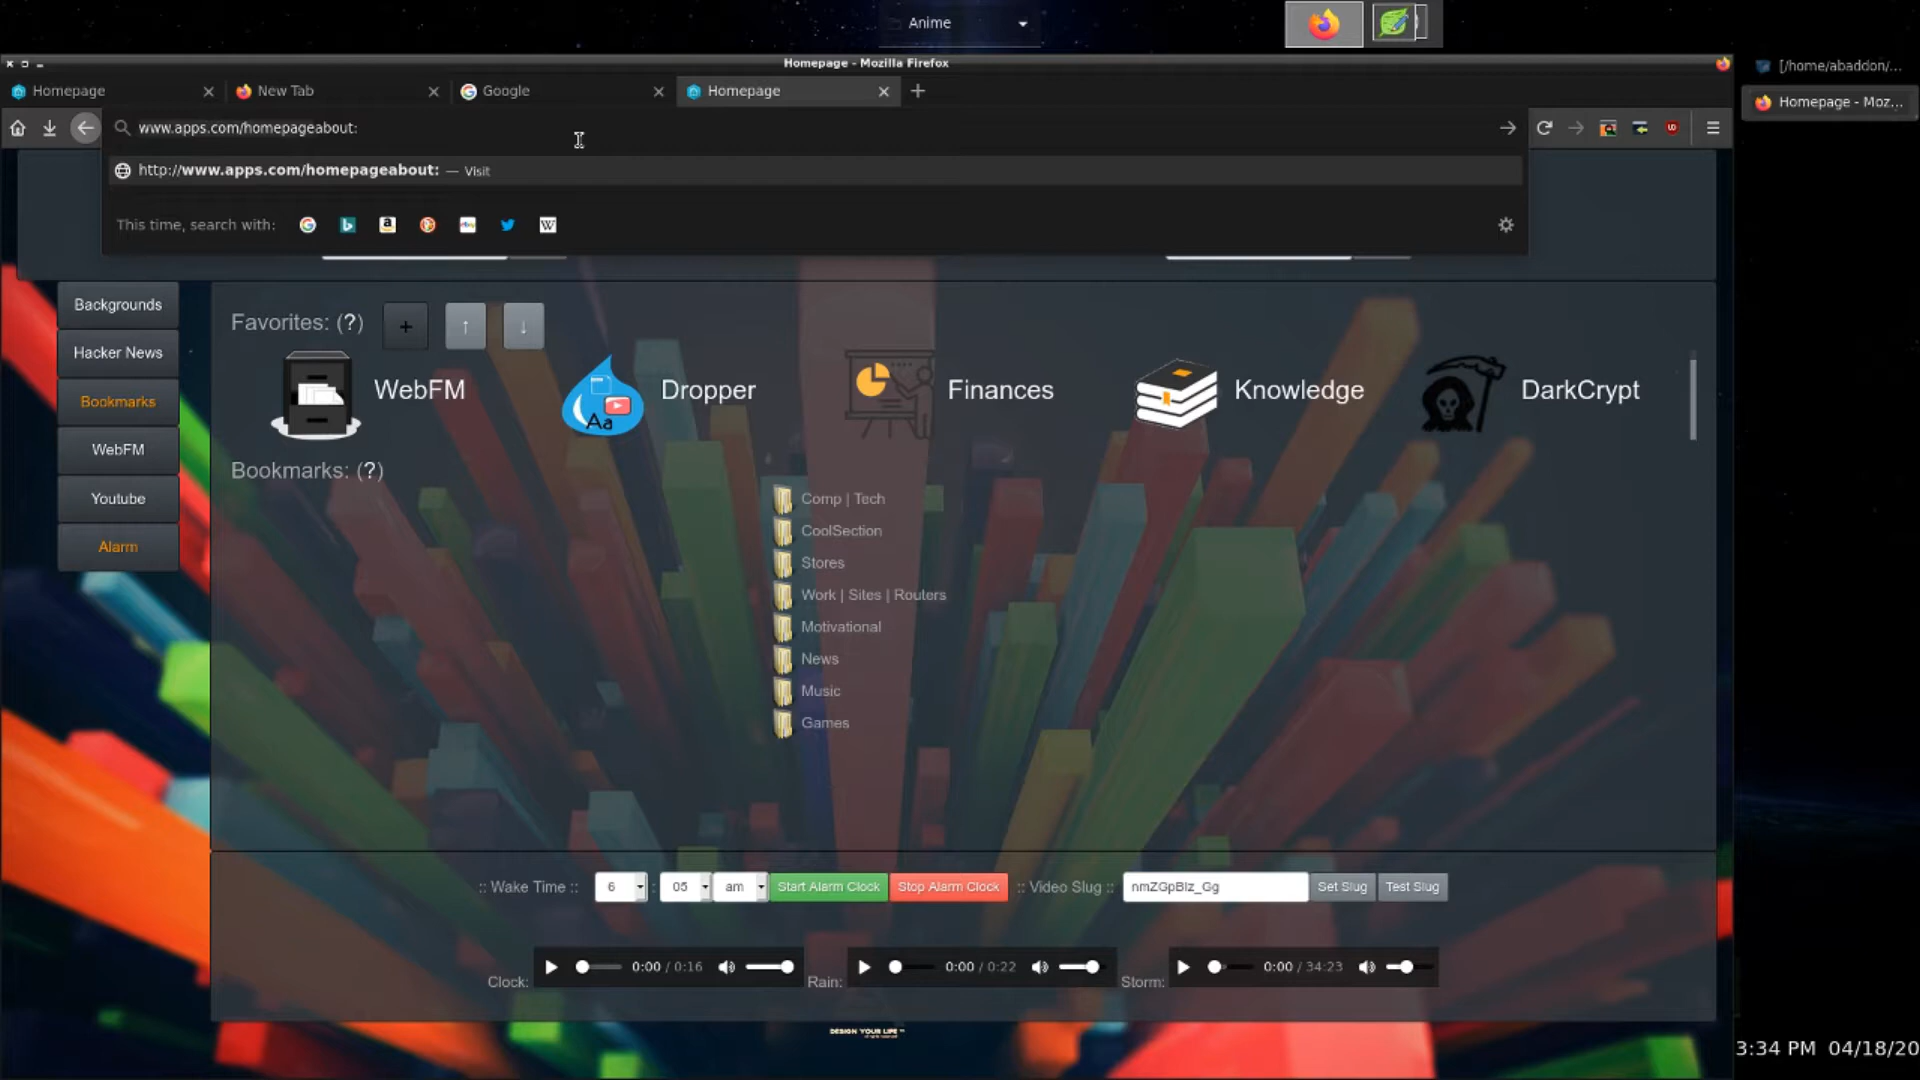 Anime
Homepage - Mozilla Firefox
[/home/abaddon/...
Homepage
New Tab
Google
Homepage
Homepage - Moz...
www.apps.com/homepageabout:
http://www.apps.com/homepageabout: — Visit
This time, search with:
Backgrounds
Hacker News
Bookmarks
WebFM
Youtube
Alarm
Favorites: (?)
+ ↑ ↓
WebFM
Dropper
Finances
Knowledge
DarkCrypt
Bookmarks: (?)
Comp | Tech
CoolSection
Stores
Work | Sites | Routers
Motivational
News
Music
Games
:: Wake Time :: 6 : 05 am Start Alarm Clock Stop Alarm Clock :: Video Slug :: nmZGpBlz_Gg Set Slug Test Slug
Clock: 0:00 / 0:16 Rain: 0:00 / 0:22 Storm: 0:00 / 34:23
DESIGN YOUR LIFE
3:34 PM 04/18/20